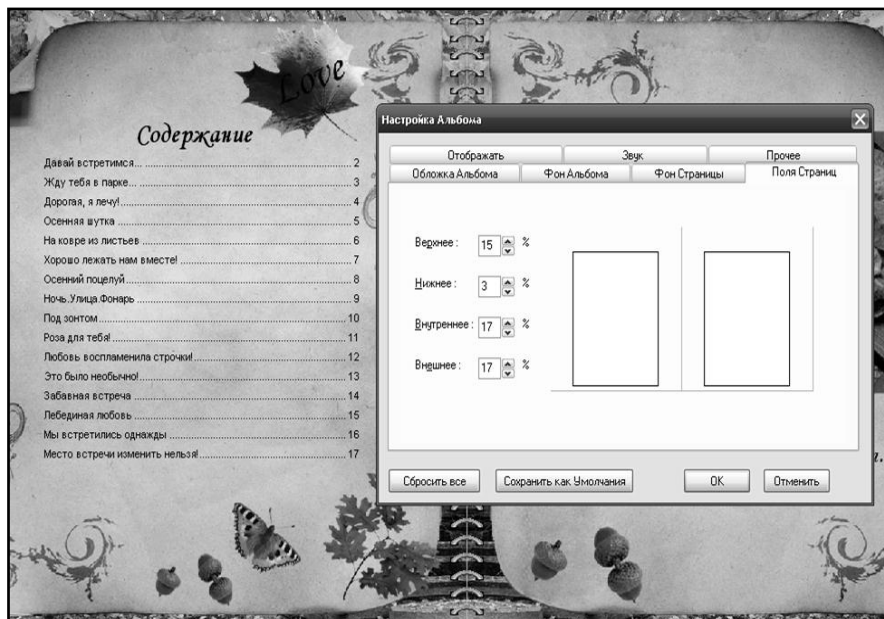 Love
Содержание
Давай встретимся... 2
Жду тебя в парке... 3
Дорогая, я лечу! 4
Осенняя шутка 5
На ковре из листьев 6
Хорошо лежать нам вместе! 7
Осенний поцелуй 8
Ночь.Улица.Фонарь 9
Под зонтом 10
Роза для тебя! 11
Любовь воспламенила строчки! 12
Это было необычно! 13
Забавная встреча 14
Лебединая любовь 15
Мы встретились однажды 16
Место встречи изменить нельзя! 17
Настройка Альбома
Отображать Звук Прочее
Обложка Альбома Фон Альбома Фон Страницы Поля Страниц
Верхнее : 15 %
Нижнее : 3 %
Внутреннее : 17 %
Внешнее : 17 %
Сбросить все Сохранить как Умолчания OK Отменить